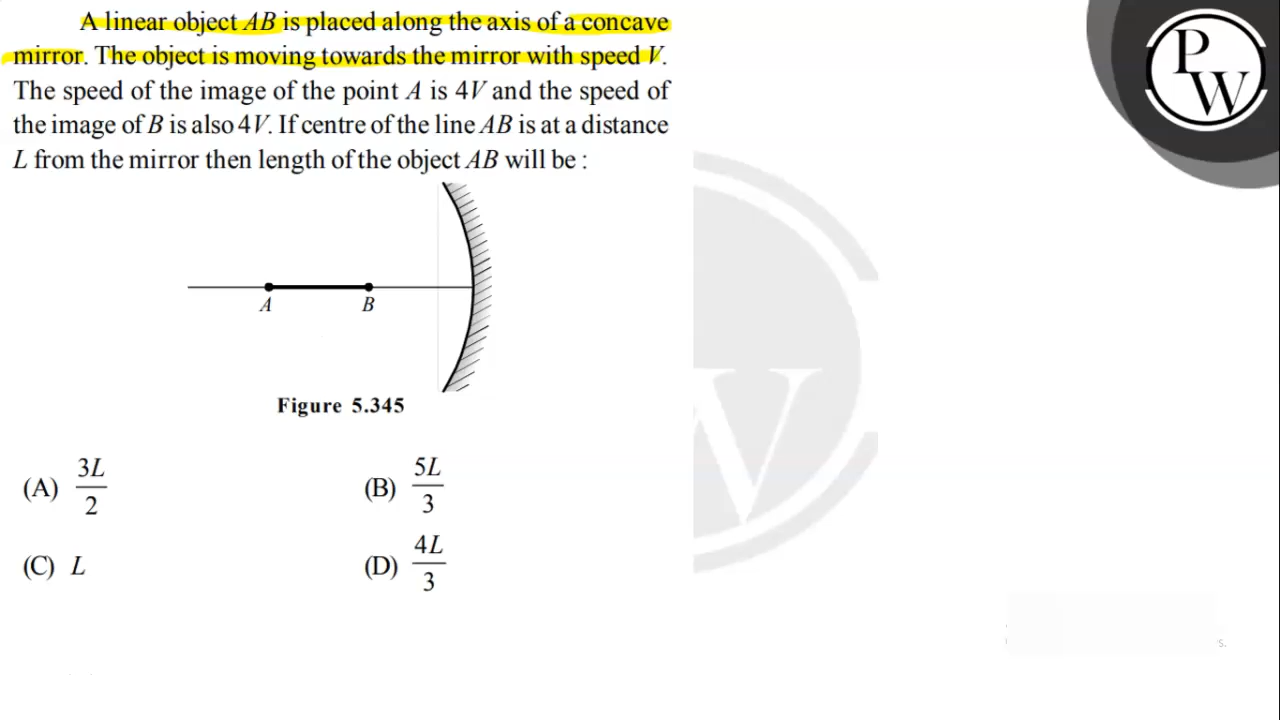 A linear object AB is placed along the axis of a concave
mirror. The object is moving towards the mirror with speed V.
The speed of the image of the point A is 4V and the speed of
the image of B is also 4V. If centre of the line AB is at a distance
L from the mirror then length of the object AB will be :
P
W
A B
Figure 5.345
(A) 3L/2 (B) 5L/3
(C) L (D) 4L/3
s.